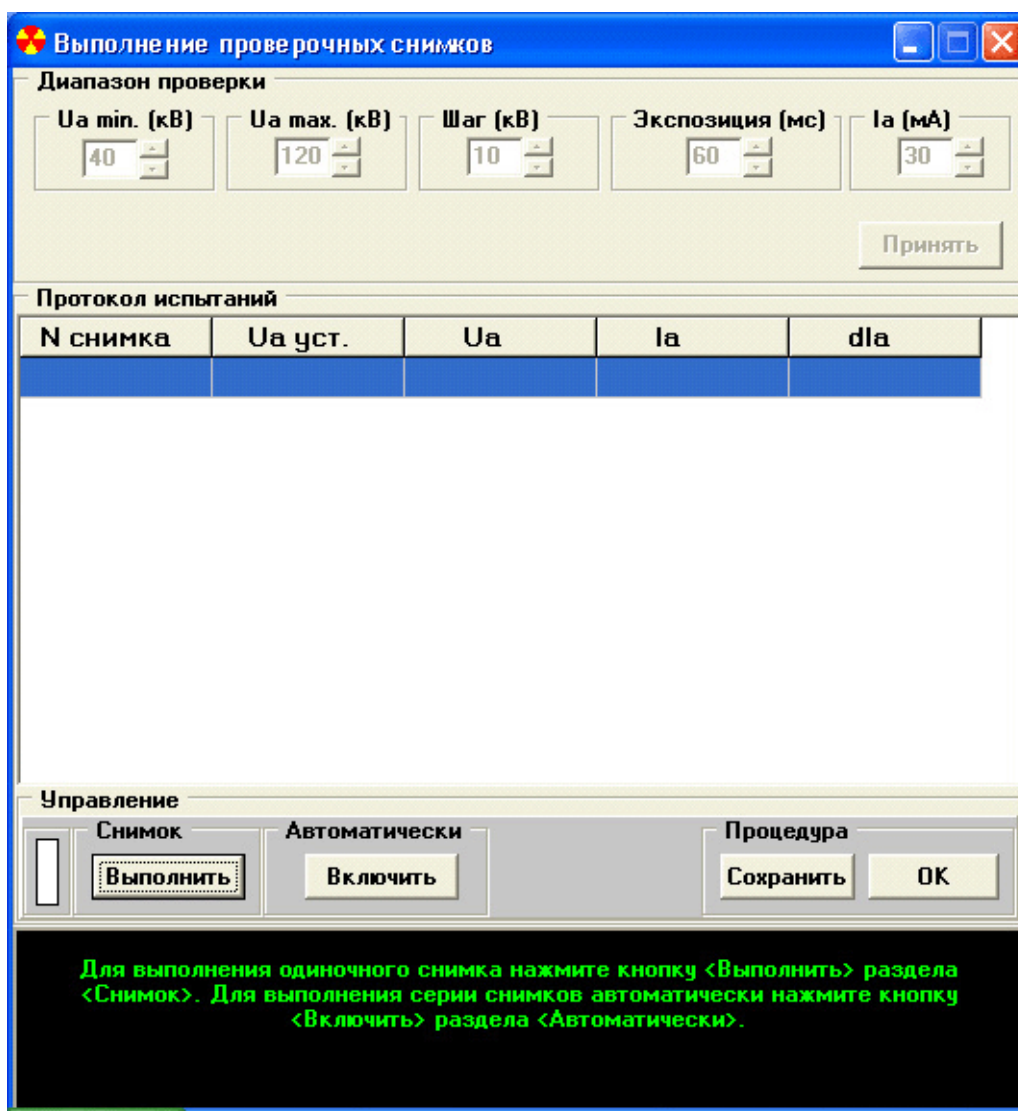 Выполнение проверочных снимков
Диапазон проверки
Ua min. (кВ) Ua max. (кВ) Шаг (кВ) Экспозиция (мс) Ia (мА)
40 120 10 60 30
Принять
Протокол испытаний
N снимка Ua уст. Ua Ia dIa
Управление
Снимок Автоматически Процедура
Выполнить Включить Сохранить OK
Для выполнения одиночного снимка нажмите кнопку <Выполнить> раздела
<Снимок>. Для выполнения серии снимков автоматически нажмите кнопку
<Включить> раздела <Автоматически>.